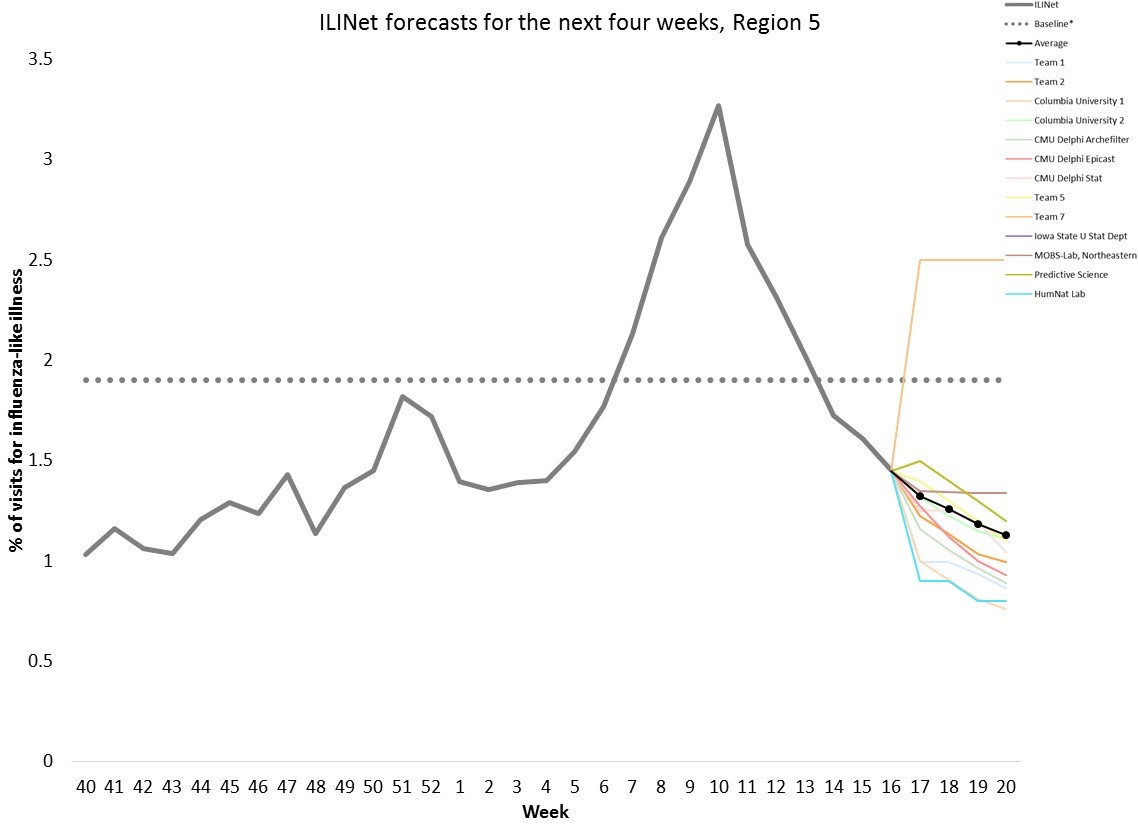 ILINet forecasts for the next four weeks, Region 5
ILINet
Baseline*
Average
Team 1
Team 2
Columbia University 1
Columbia University 2
CMU Delphi Archefilter
CMU Delphi Epicast
CMU Delphi Stat
Team 5
Team 7
Iowa State U Stat Dept
MOBS-Lab, Northeastern
Predictive Science
HumNat Lab
% of visits for influenza-like illness
3.5
3
2.5
2
1.5
1
0.5
0
40 41 42 43 44 45 46 47 48 49 50 51 52 1 2 3 4 5 6 7 8 9 10 11 12 13 14 15 16 17 18 19 20
Week